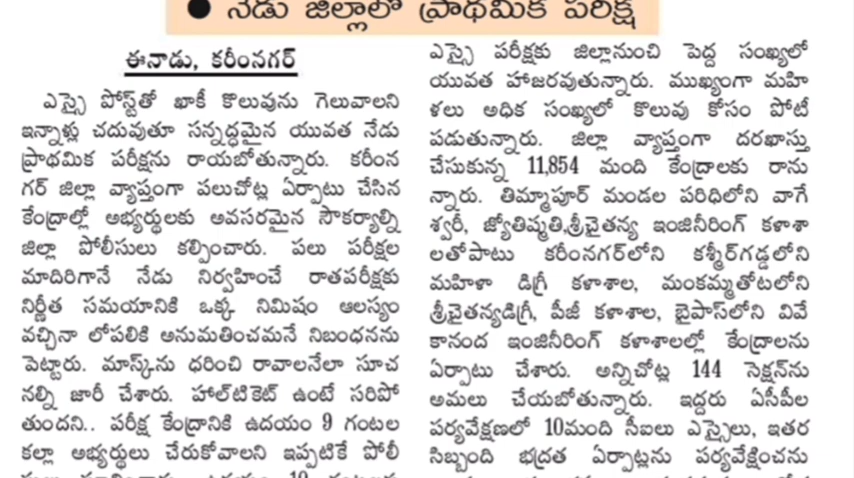 ● నేడు జిల్లాలో ప్రాథమిక పరీక్ష
ఈనాడు, కరీంనగర్
ఎస్సై పోస్ట్‌తో ఖాకీ కొలువును గెలువాలని
ఇన్నాళ్లు చదువుతూ సన్నద్ధమైన యువత నేడు
ప్రాథమిక పరీక్షను రాయబోతున్నారు. కరీంన
గర్ జిల్లా వ్యాప్తంగా పలుచోట్ల ఏర్పాటు చేసిన
కేంద్రాల్లో అభ్యర్థులకు అవసరమైన సౌకర్యాల్ని
జిల్లా పోలీసులు కల్పించారు. పలు పరీక్షల
మాదిరిగానే నేడు నిర్వహించే రాతపరీక్షకు
నిర్ణీత సమయానికి ఒక్క నిమిషం ఆలస్యం
వచ్చినా లోపలికి అనుమతించమనే నిబంధనను
పెట్టారు. మాస్క్‌ను ధరించి రావాలనేలా సూచ
నల్ని జారీ చేశారు. హాల్‌టికెట్ ఉంటే సరిపో
తుందని.. పరీక్ష కేంద్రానికి ఉదయం 9 గంటల
కల్లా అభ్యర్థులు చేరుకోవాలని ఇప్పటికే పోలీ
ఎస్సై పరీక్షకు జిల్లానుంచి పెద్ద సంఖ్యలో
యువత హాజరవుతున్నారు. ముఖ్యంగా మహి
ళలు అధిక సంఖ్యలో కొలువు కోసం పోటీ
పడుతున్నారు. జిల్లా వ్యాప్తంగా దరఖాస్తు
చేసుకున్న 11,854 మంది కేంద్రాలకు రాను
న్నారు. తిమ్మాపూర్ మండల పరిధిలోని వాగే
శ్వరీ, జ్యోతిష్మతి,శ్రీచైతన్య ఇంజినీరింగ్ కళాశా
లతోపాటు కరీంనగర్‌లోని కశ్మీర్‌గడ్డలోని
మహిళా డిగ్రీ కళాశాల, మంకమ్మతోటలోని
శ్రీచైతన్యడిగ్రీ, పీజీ కళాశాల, బైపాస్‌లోని వివే
కానంద ఇంజినీరింగ్ కళాశాలల్లో కేంద్రాలను
ఏర్పాటు చేశారు. అన్నిచోట్ల 144 సెక్షన్‌ను
అమలు చేయబోతున్నారు. ఇద్దరు ఏసీపీల
పర్యవేక్షణలో 10మంది సీఐలు ఎస్సైలు, ఇతర
సిబ్బంది భద్రత ఏర్పాట్లను పర్యవేక్షించను